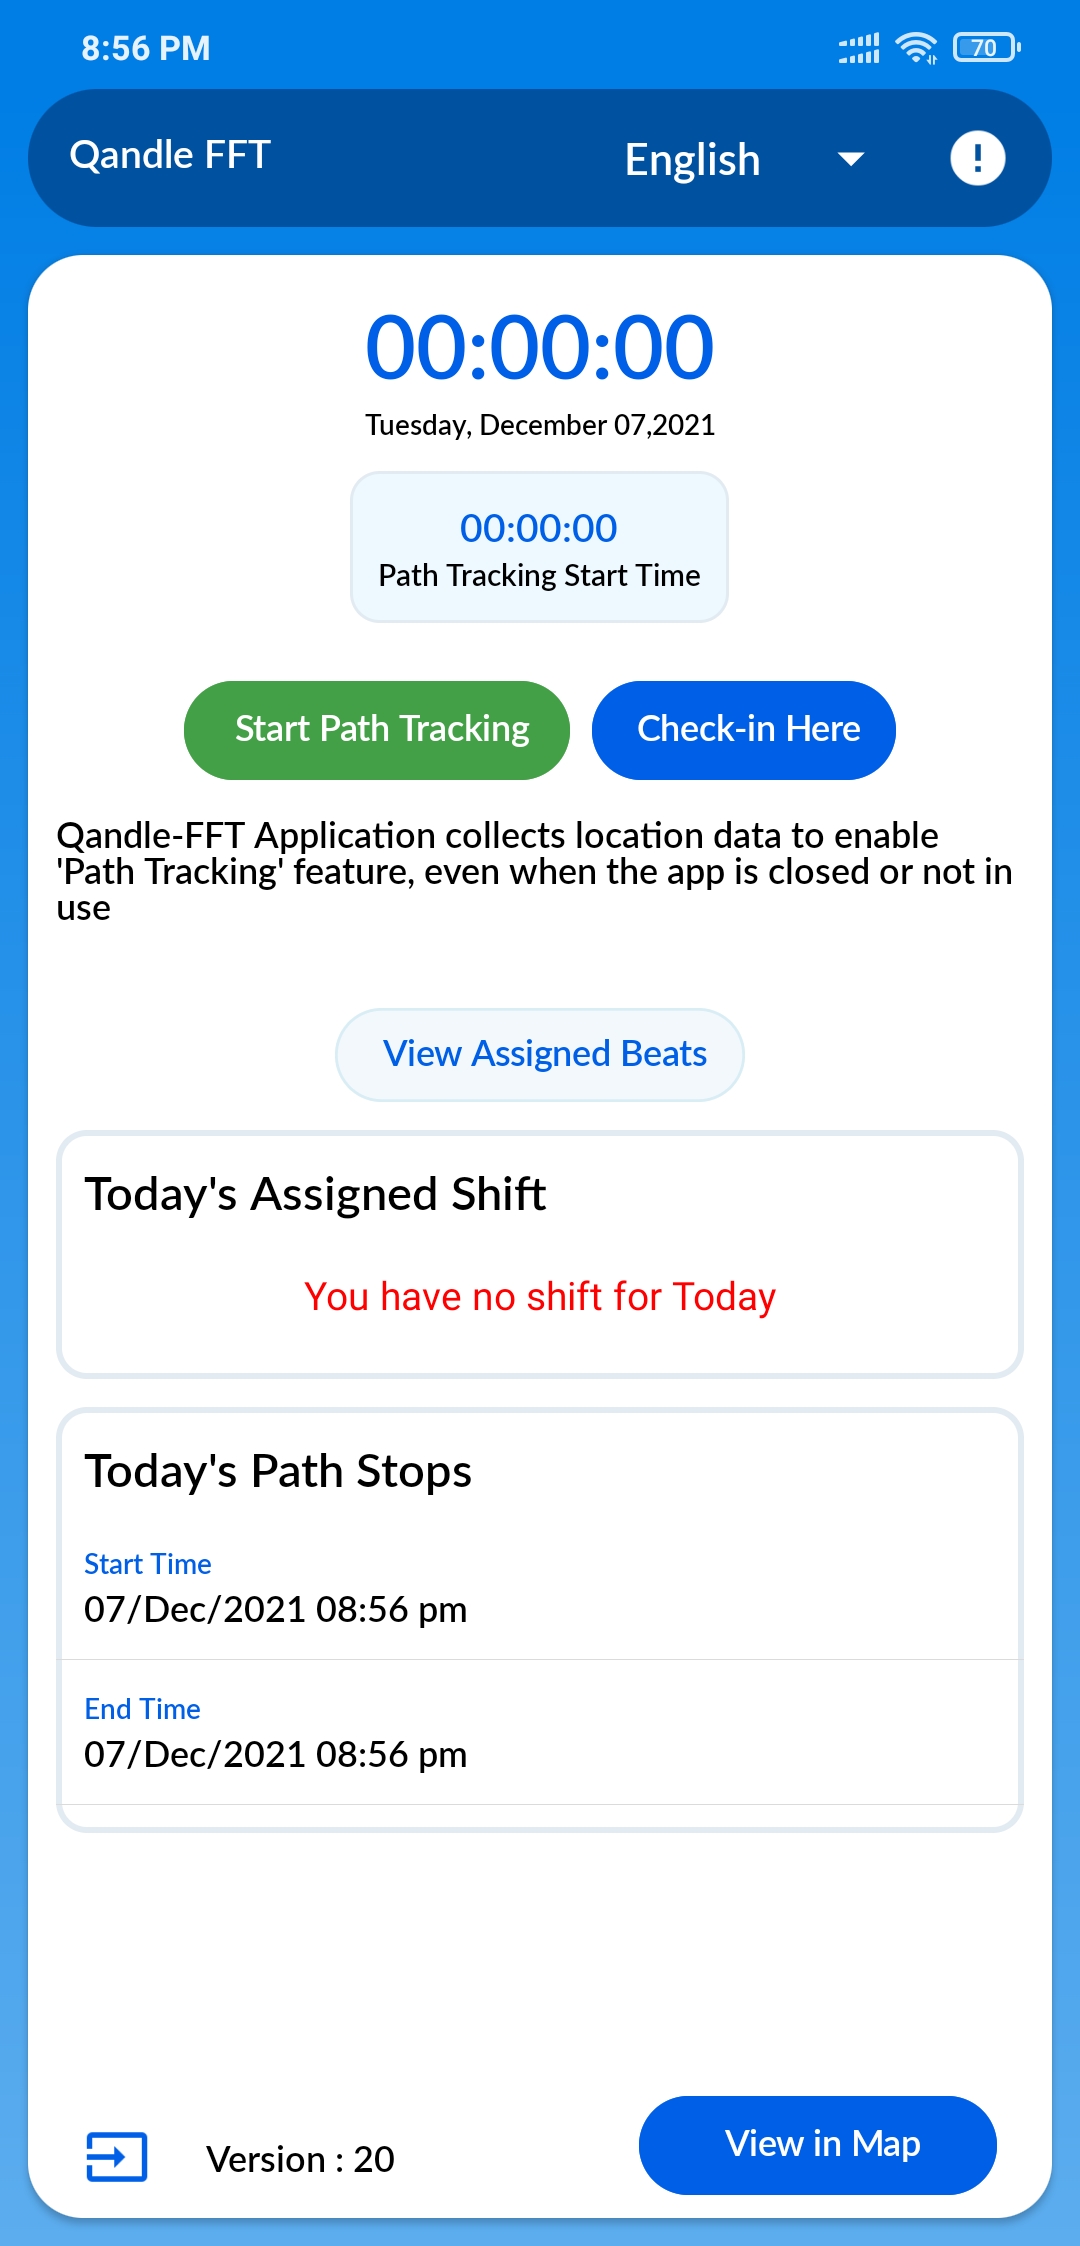 8:56 PM
70
Qandle FFT
English
00:00:00
Tuesday, December 07,2021
00:00:00
Path Tracking Start Time
Start Path Tracking
Check-in Here
Qandle-FFT Application collects location data to enable
'Path Tracking' feature, even when the app is closed or not in
use
View Assigned Beats
Today's Assigned Shift
You have no shift for Today
Today's Path Stops
Start Time
07/Dec/2021 08:56 pm
End Time
07/Dec/2021 08:56 pm
Version : 20
View in Map